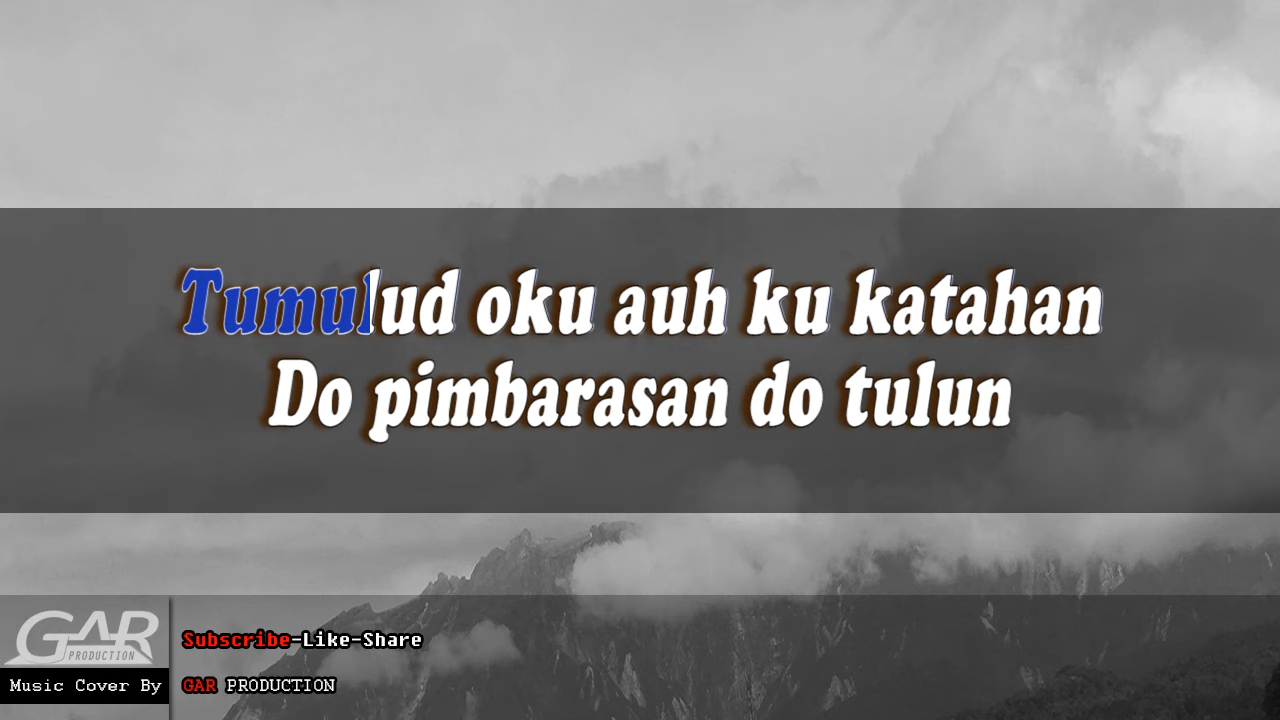 Tumulud oku auh ku katahan
Do pimbarasan do tulun
GAR
PRODUCTION
Subscribe-Like-Share
Music Cover By GAR PRODUCTION